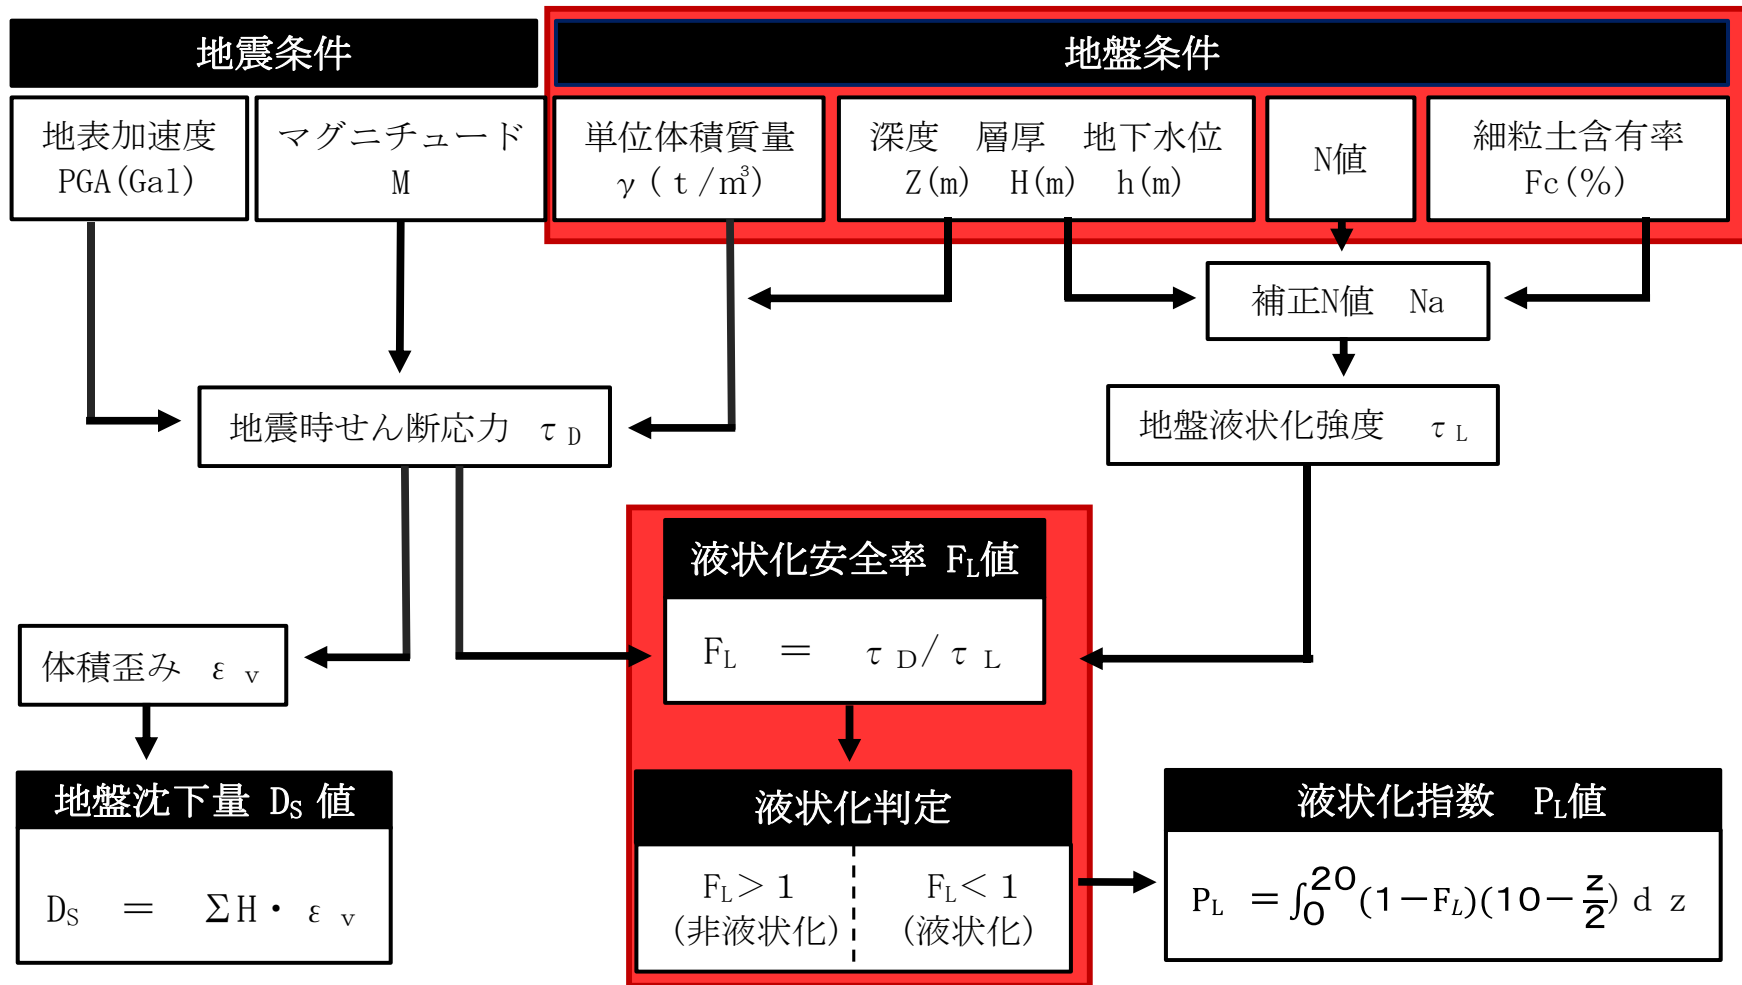 地震条件
地盤条件
地表加速度
PGA(Gal)
マグニチュード
M
単位体積質量
γ(t/㎥)
深度　層厚　地下水位
Z(m)　H(m)　h(m)
N値
細粒土含有率
Fc(%)
補正N値　Na
地震時せん断応力　τD
地盤液状化強度　τL
液状化安全率 FL値
FL　＝　τD/τL
体積歪み　εv
地盤沈下量 DS 値
DS　＝　ΣH・εv
液状化判定
FL＞1
(非液状化)
FL＜1
(液状化)
液状化指数　PL値
PL ＝∫₀²⁰(1－FL)(10－z/2)dz